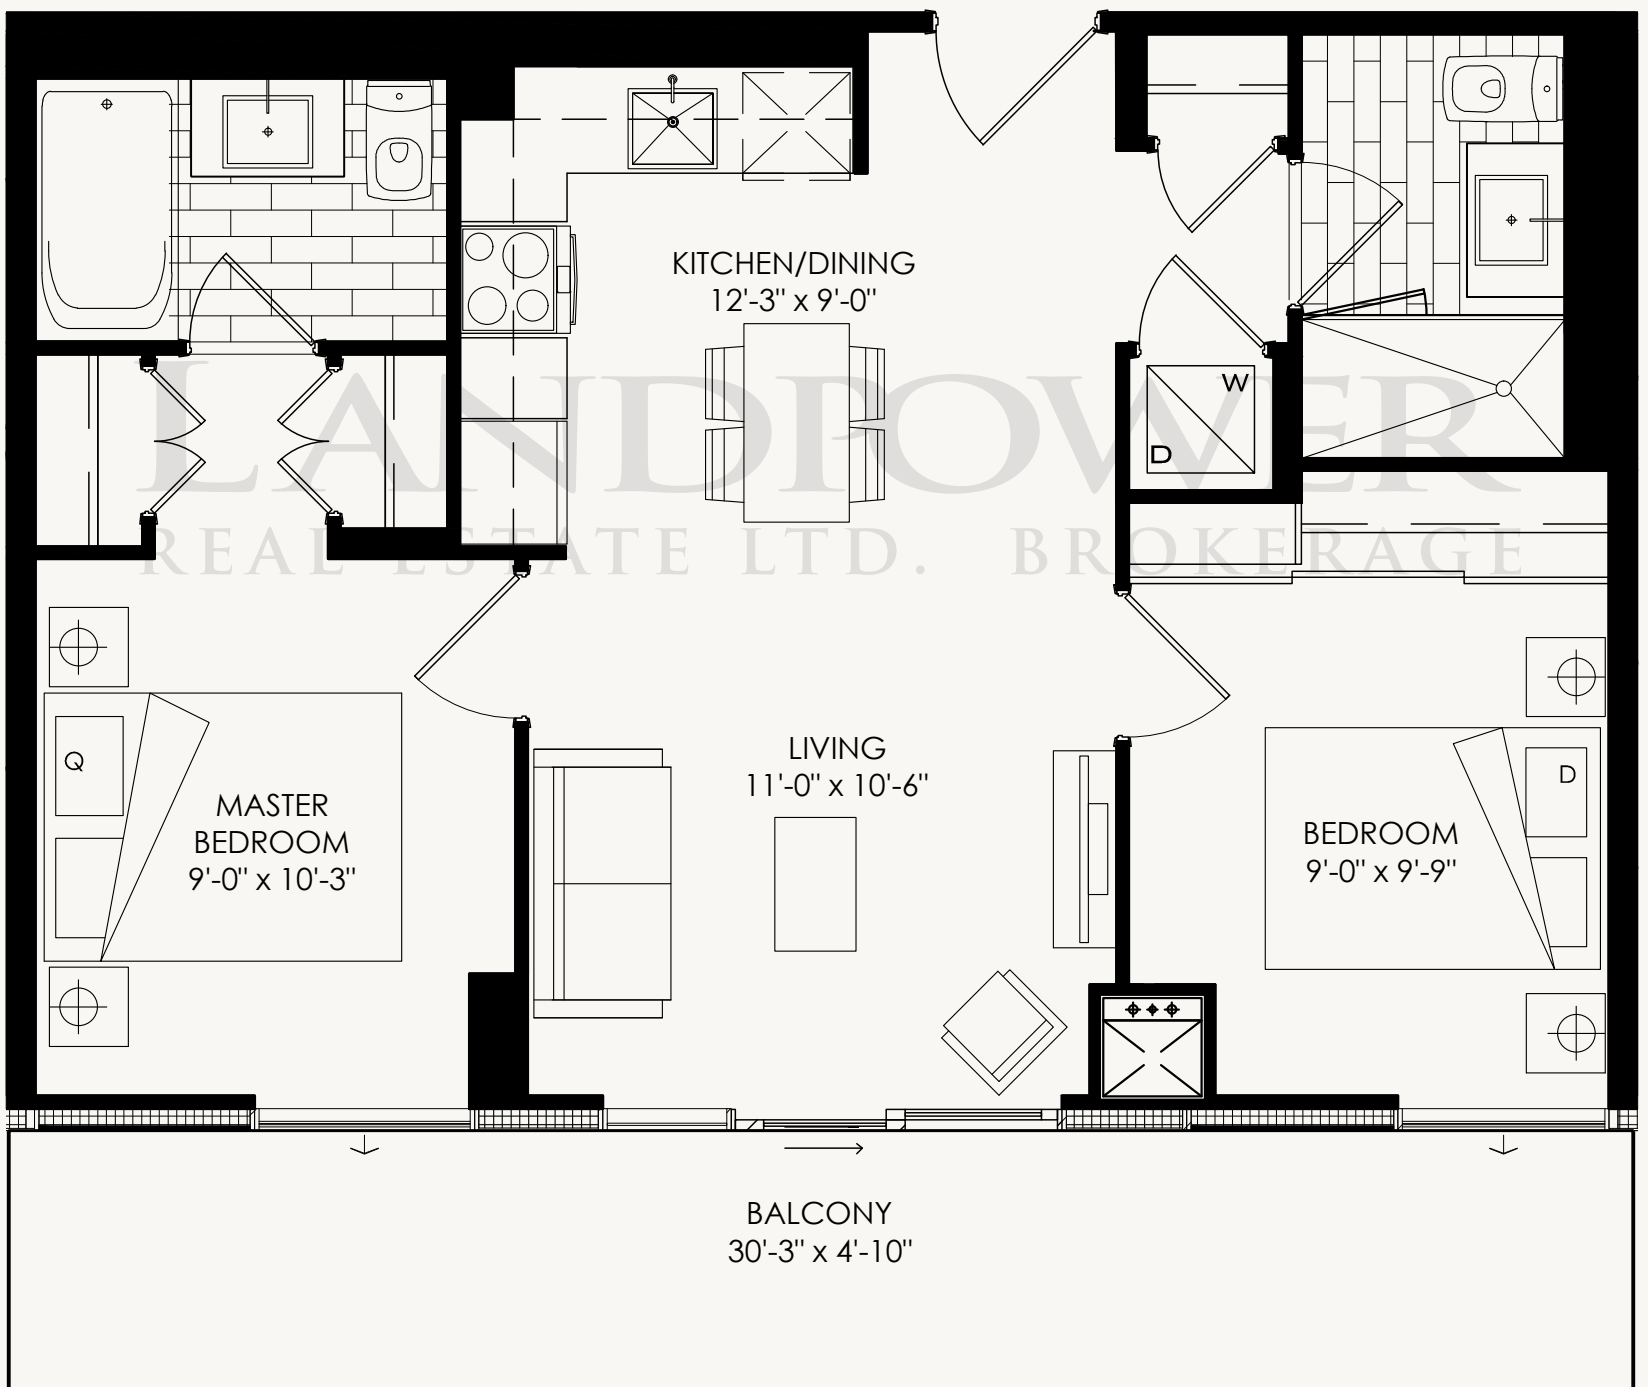 KITCHEN/DINING
12'-3" x 9'-0"
W
D
LANDPOWER
REAL ESTATE LTD. BROKERAGE
LIVING
11'-0" x 10'-6"
Q
MASTER
BEDROOM
9'-0" x 10'-3"
D
BEDROOM
9'-0" x 9'-9"
BALCONY
30'-3" x 4'-10"